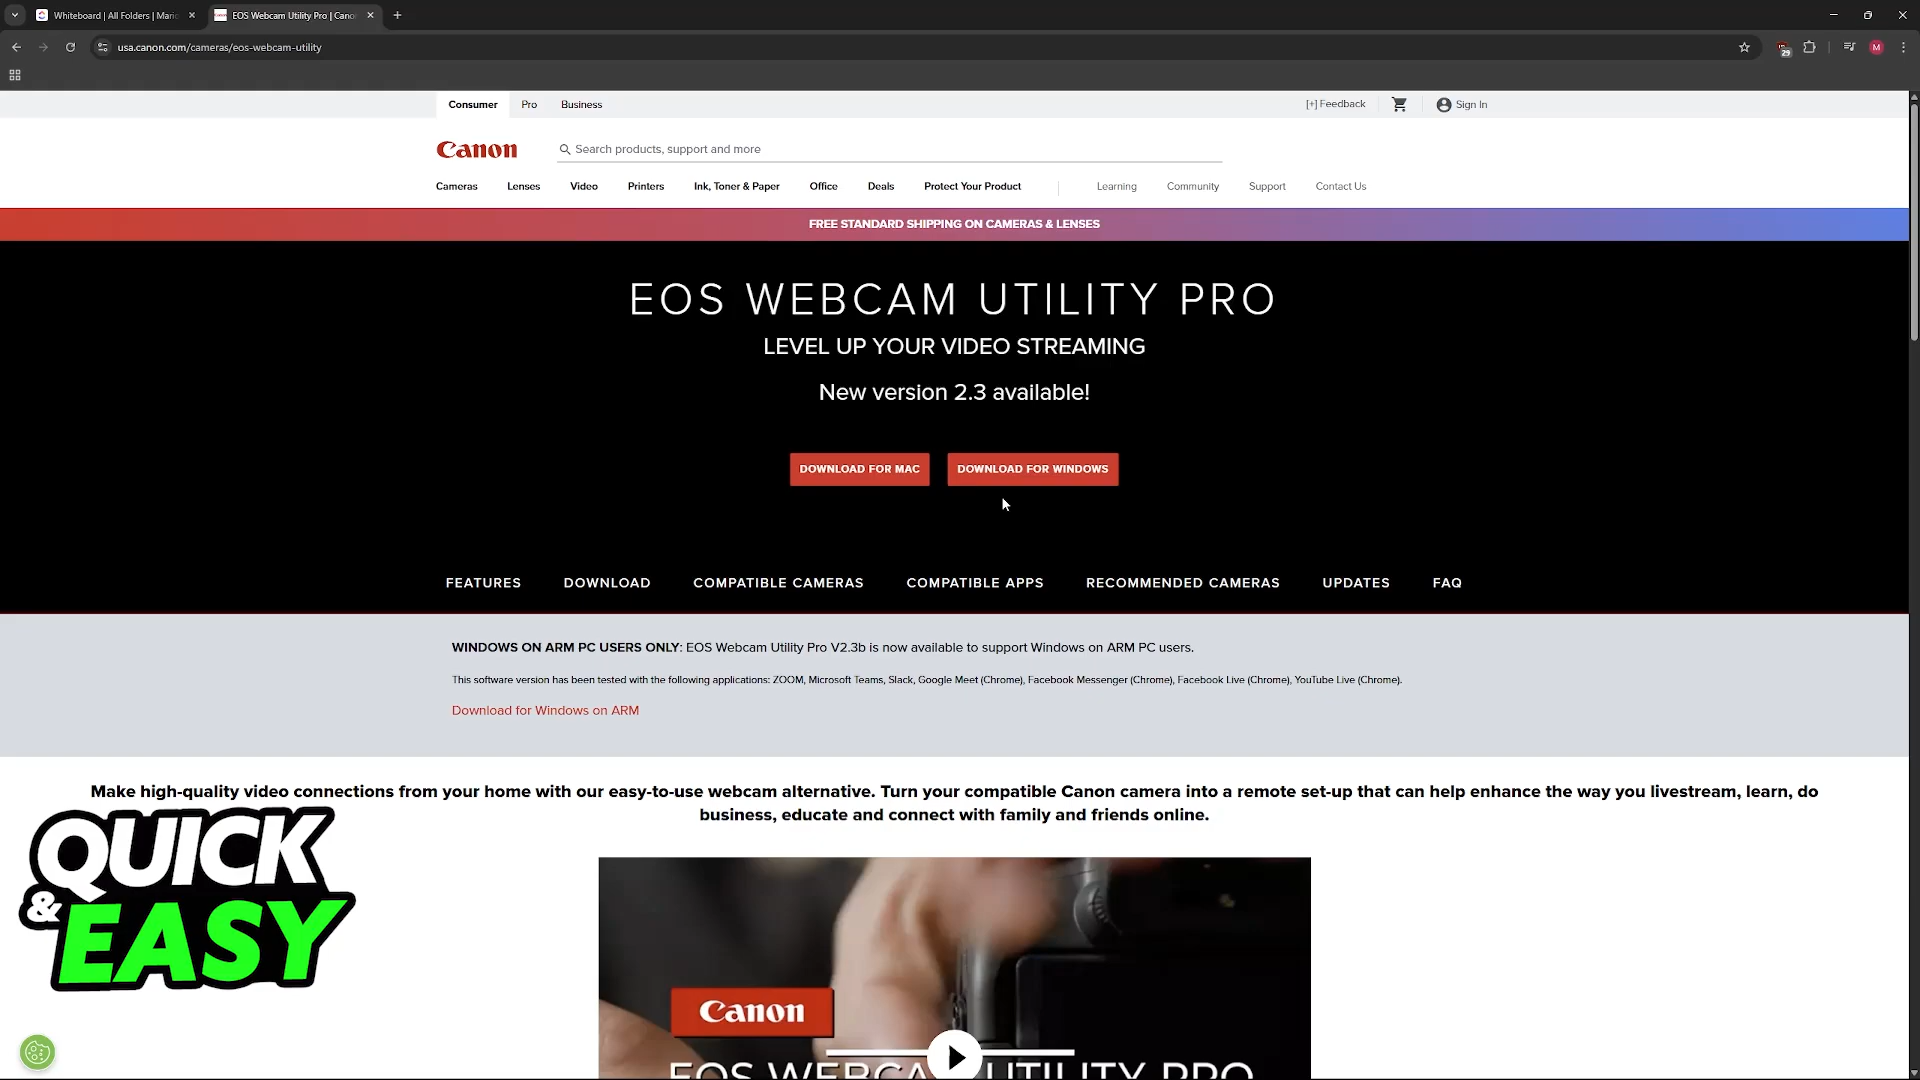 Whiteboard | All Folders | Mari
EOS Webcam Utility Pro | Cano
usa.canon.com/cameras/eos-webcam-utility
29
M
Consumer Pro Business [+] Feedback Sign In
Canon
Search products, support and more
Cameras Lenses Video Printers Ink, Toner & Paper Office Deals Protect Your Product Learning Community Support Contact Us
FREE STANDARD SHIPPING ON CAMERAS & LENSES
EOS WEBCAM UTILITY PRO
LEVEL UP YOUR VIDEO STREAMING
New version 2.3 available!
DOWNLOAD FOR MAC DOWNLOAD FOR WINDOWS
FEATURES DOWNLOAD COMPATIBLE CAMERAS COMPATIBLE APPS RECOMMENDED CAMERAS UPDATES FAQ
WINDOWS ON ARM PC USERS ONLY: EOS Webcam Utility Pro V2.3b is now available to support Windows on ARM PC users.
This software version has been tested with the following applications: ZOOM, Microsoft Teams, Slack, Google Meet (Chrome), Facebook Messenger (Chrome), Facebook Live (Chrome), YouTube Live (Chrome).
Download for Windows on ARM
Make high-quality video connections from your home with our easy-to-use webcam alternative. Turn your compatible Canon camera into a remote set-up that can help enhance the way you livestream, learn, do
business, educate and connect with family and friends online.
QUICK
& EASY
Canon
EOS WEBCAM UTILITY PRO